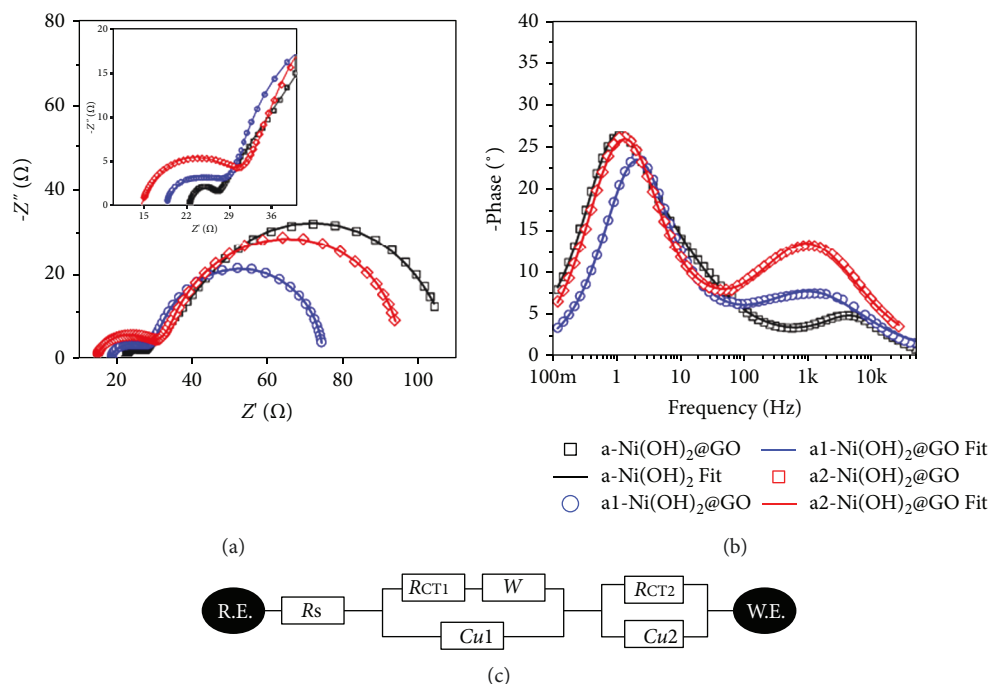 80
60
40
20
0
-Z″ (Ω)
20
15
10
5
0
-Z″ (Ω)
15 22 29 36
Z′ (Ω)
20 40 60 80 100
Z′ (Ω)
(a)
40
35
30
25
20
15
10
5
0
-Phase (°)
100m 1 10 100 1k 10k
Frequency (Hz)
a-Ni(OH)₂@GO
a-Ni(OH)₂ Fit
a1-Ni(OH)₂@GO
a1-Ni(OH)₂@GO Fit
a2-Ni(OH)₂@GO
a2-Ni(OH)₂@GO Fit
(b)
R.E.
Rs
RCT1
W
Cu1
RCT2
Cu2
W.E.
(c)